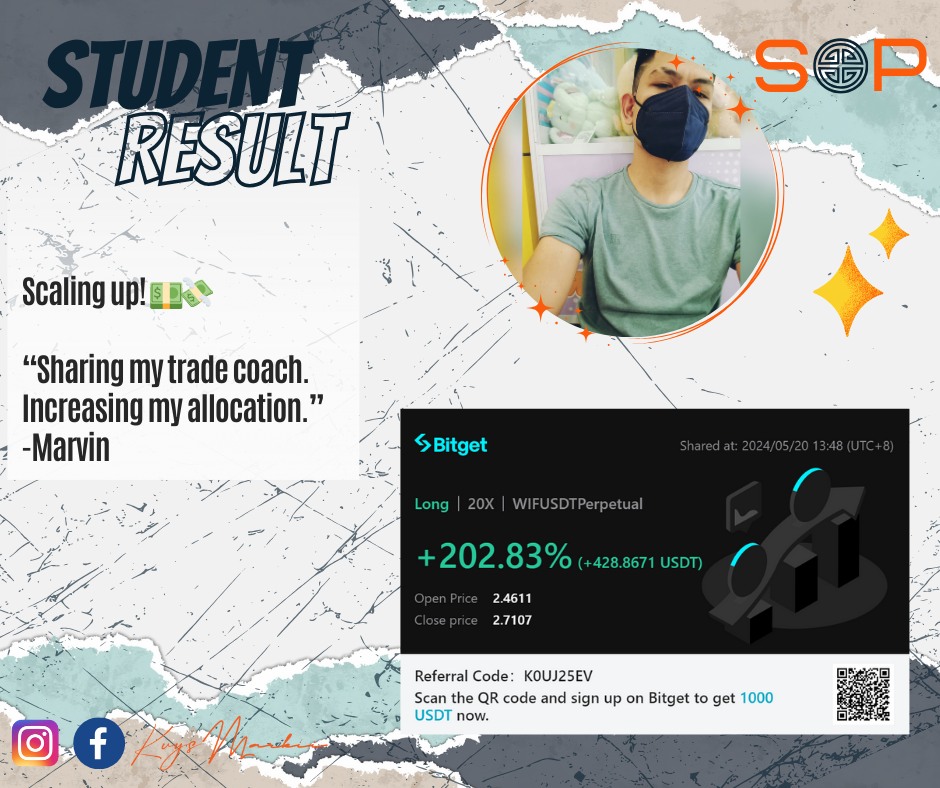 STUDENT
RESULT
SOP
Scaling up!💵💸
“Sharing my trade coach.
Increasing my allocation.”
-Marvin
Bitget
Shared at: 2024/05/20 13:48 (UTC+8)
Long | 20X | WIFUSDTPerpetual
+202.83% (+428.8671 USDT)
Open Price 2.4611
Close price 2.7107
Referral Code: K0UJ25EV
Scan the QR code and sign up on Bitget to get 1000
USDT now.